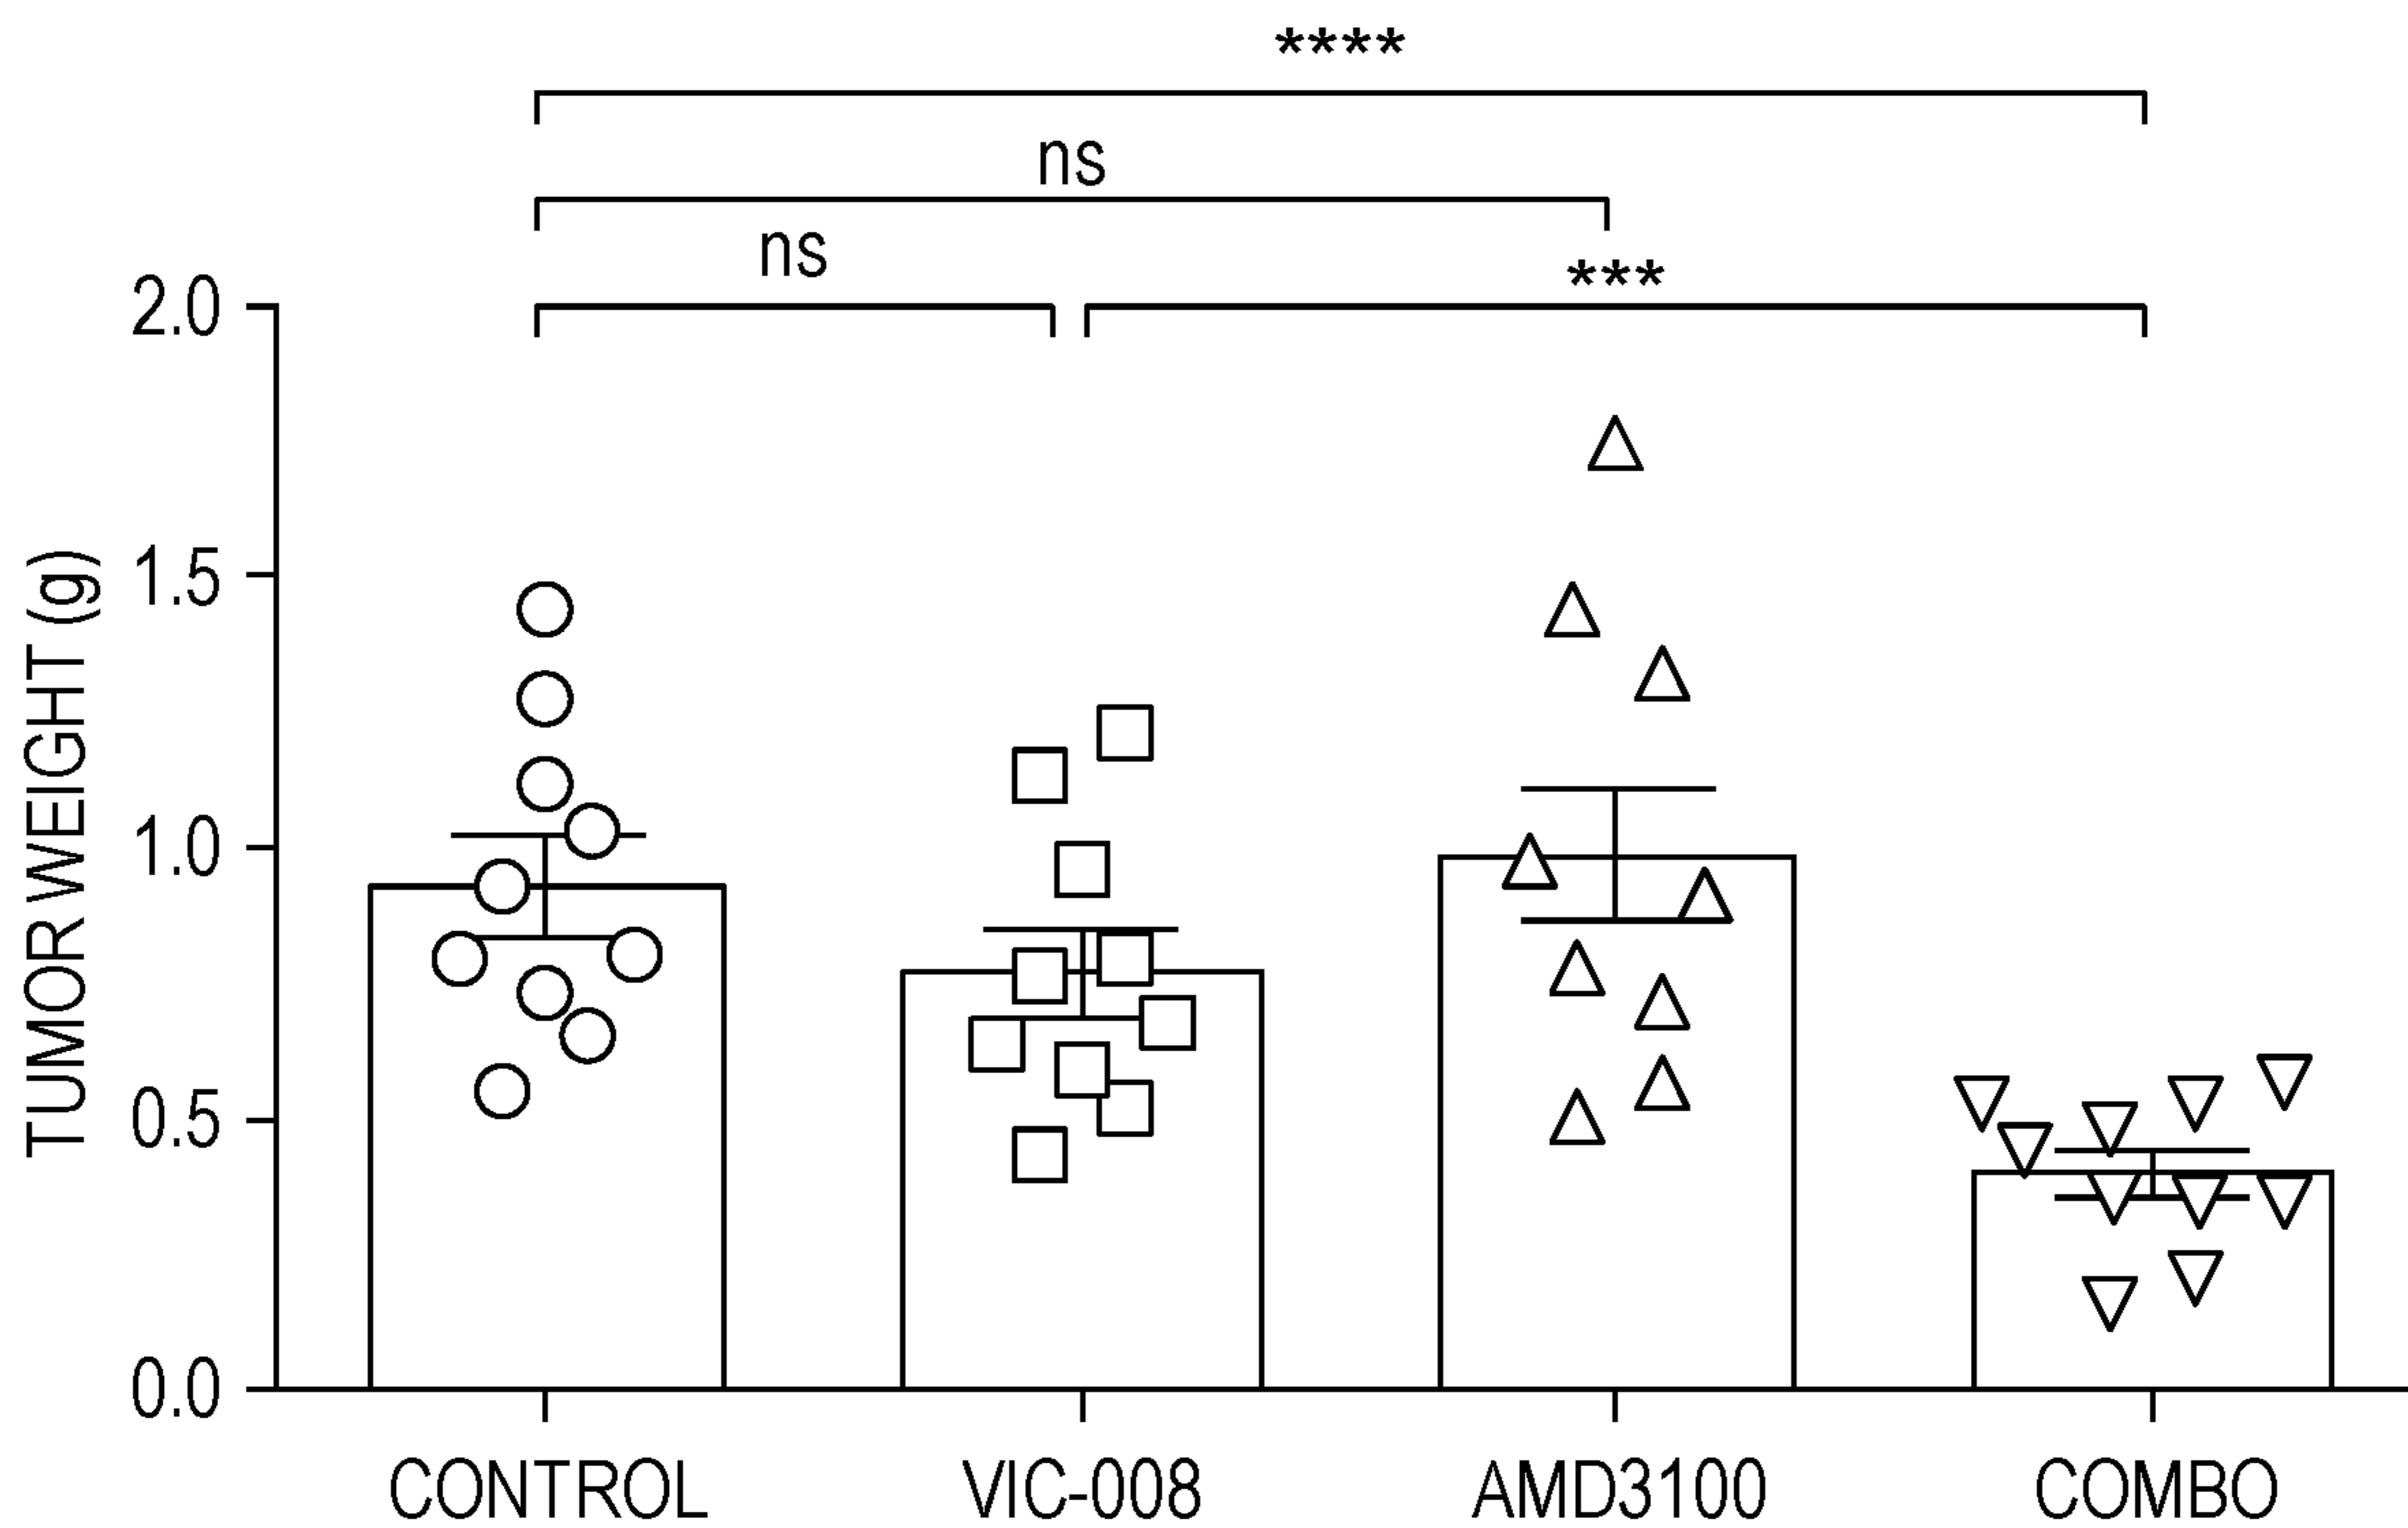 ****
ns
ns
***
2.0
1.5
1.0
0.5
0.0
TUMOR WEIGHT (g)
CONTROL VIC-008 AMD3100 COMBO